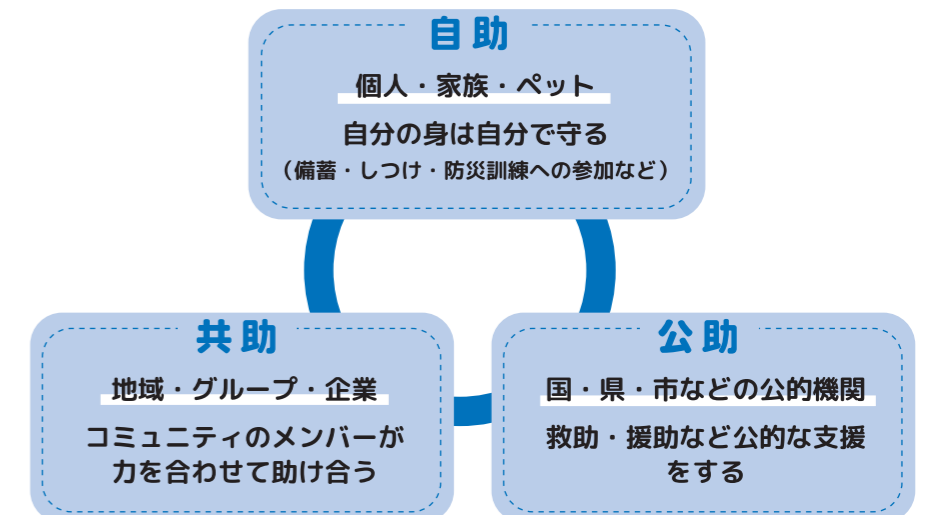 自助
個人・家族・ペット
自分の身は自分で守る
（備蓄・しつけ・防災訓練への参加など）
共助
地域・グループ・企業
コミュニティのメンバーが
力を合わせて助け合う
公助
国・県・市などの公的機関
救助・援助など公的な支援
をする